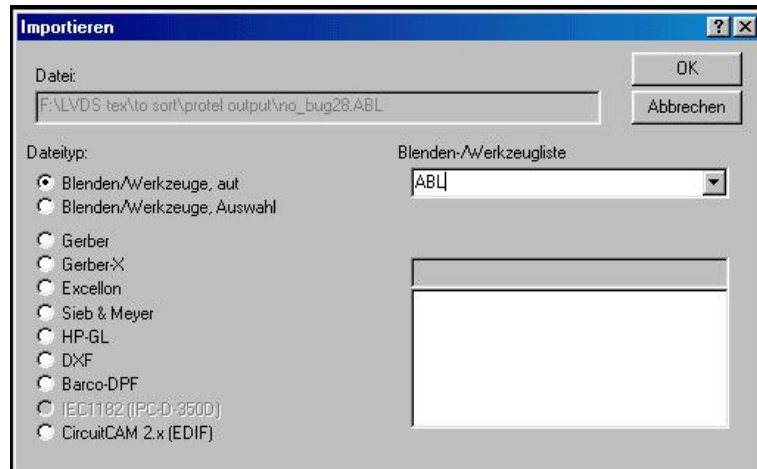 Importieren
Datei:
F:\LVDS tex\to sort\protel output\no_bug28.ABL
OK
Abbrechen
Dateityp:
Blenden/Werkzeuge, aut
Blenden/Werkzeuge, Auswahl
Gerber
Gerber-X
Excellon
Sieb & Meyer
HP-GL
DXF
Barco-DPF
IEC1182 (IPC-D-350D)
CircuitCAM 2.x (EDIF)
Blenden-/Werkzeugliste
ABL